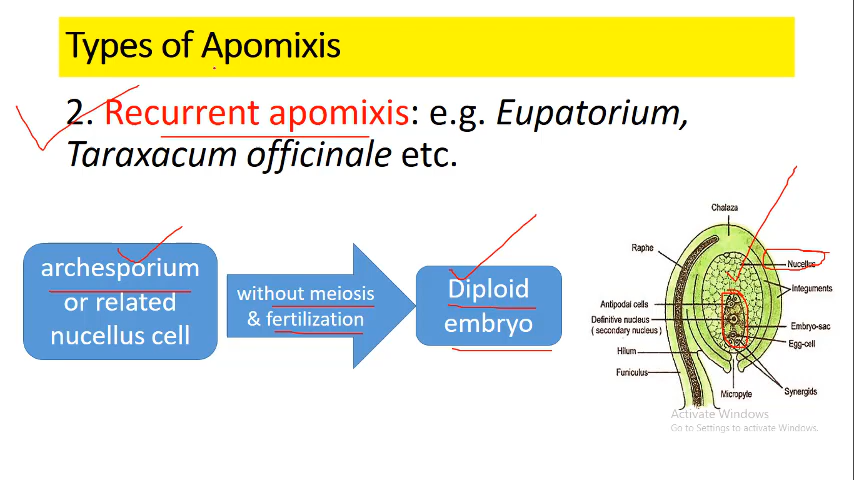 Types of Apomixis
2. Recurrent apomixis: e.g. Eupatorium,
Taraxacum officinale etc.
archesporium
or related
nucellus cell
without meiosis
& fertilization
Diploid
embryo
Chalaza
Raphe
Nucellus
Integuments
Antipodal cells
Definitive nucleus
(secondary nucleus)
Embryo-sac
Egg-cell
Hilum
Funiculus
Micropyle
Synergids
Activate Windows
Go to Settings to activate Windows.